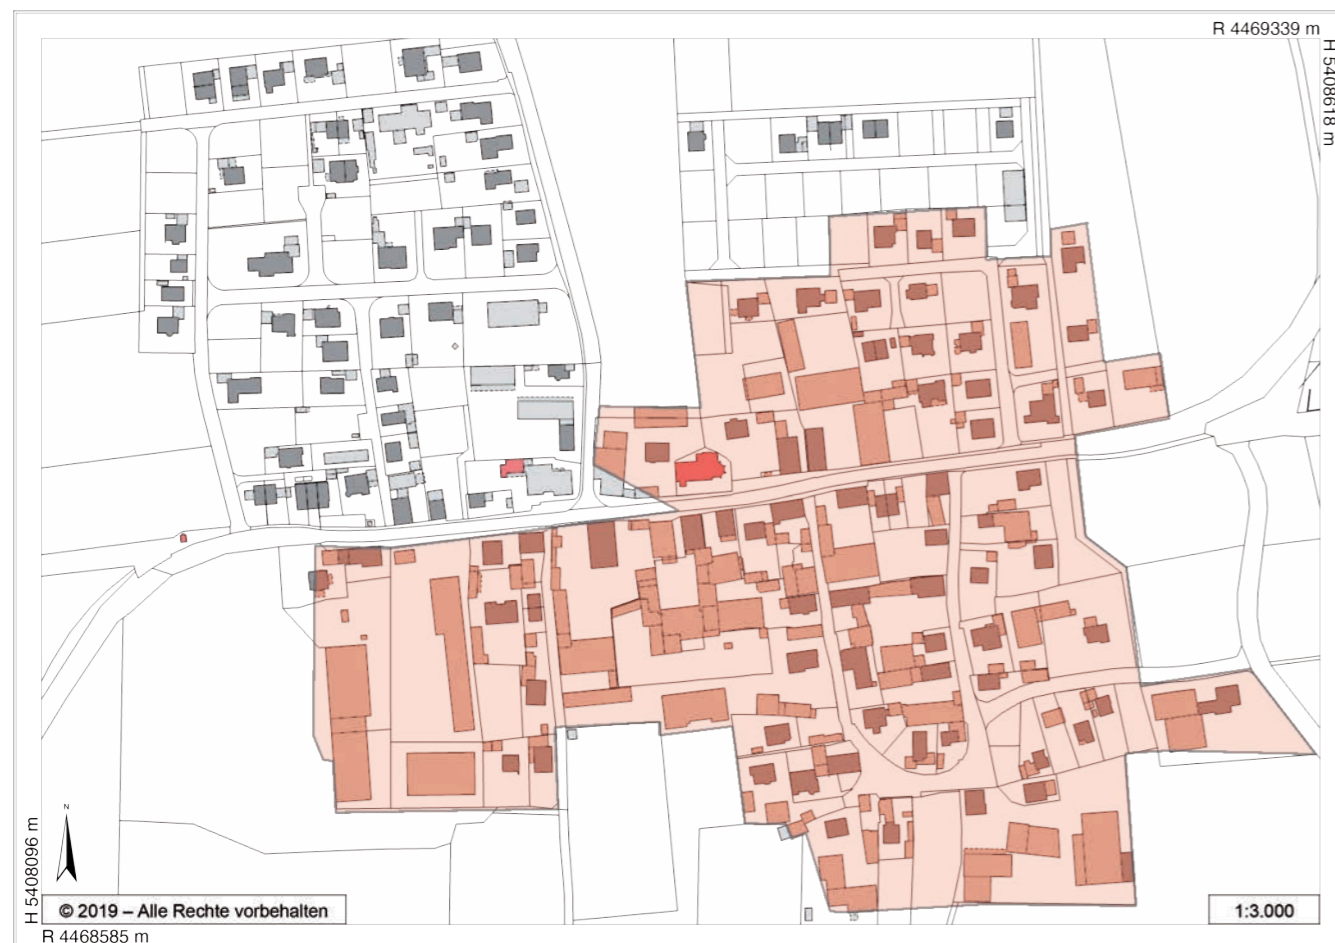 R 4469339 m
H 5408618 m
N
H 5408096 m
© 2019 – Alle Rechte vorbehalten
1:3.000
R 4468585 m